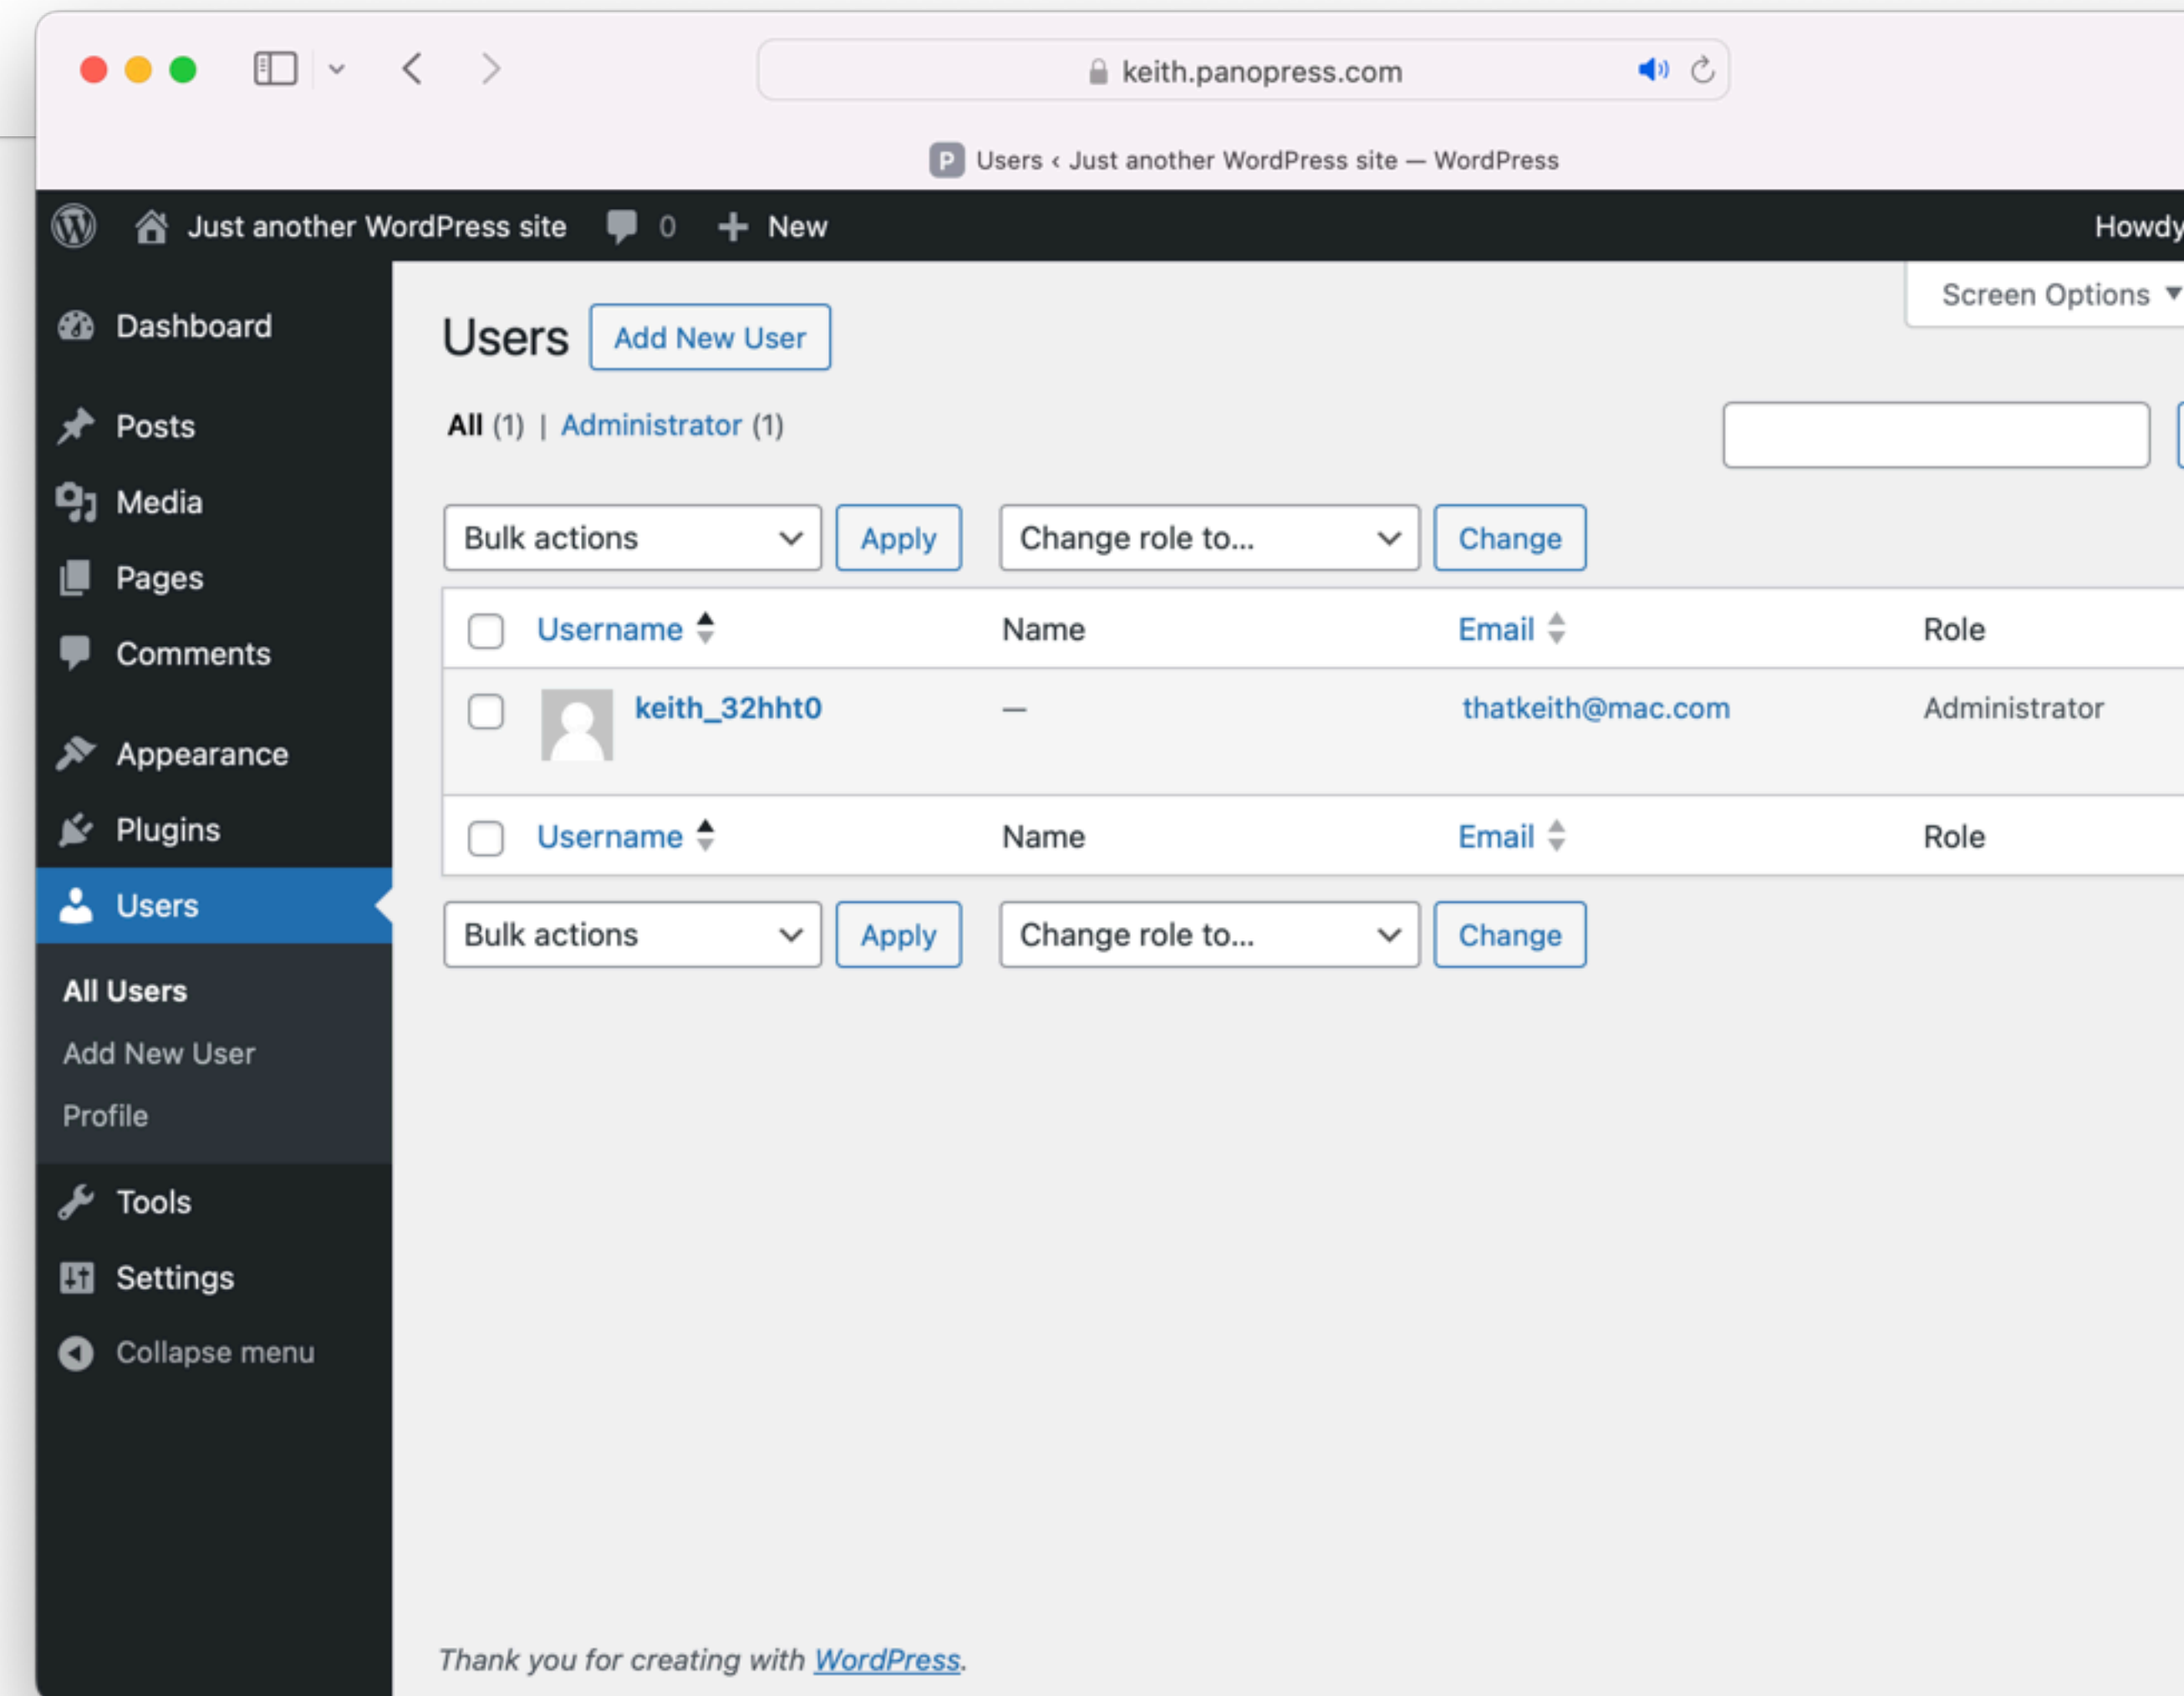 keith.panopress.com
P Users ‹ Just another WordPress site — WordPress
Just another WordPress site 0 + New Howdy
Screen Options ▼
Dashboard
Users Add New User
Posts
All (1) | Administrator (1)
Media
Bulk actions Apply Change role to... Change
Pages
Username Name Email Role
Comments
keith_32hht0 — thatkeith@mac.com Administrator
Appearance
Plugins
Username Name Email Role
Users
Bulk actions Apply Change role to... Change
All Users
Add New User
Profile
Tools
Settings
Collapse menu
Thank you for creating with WordPress.